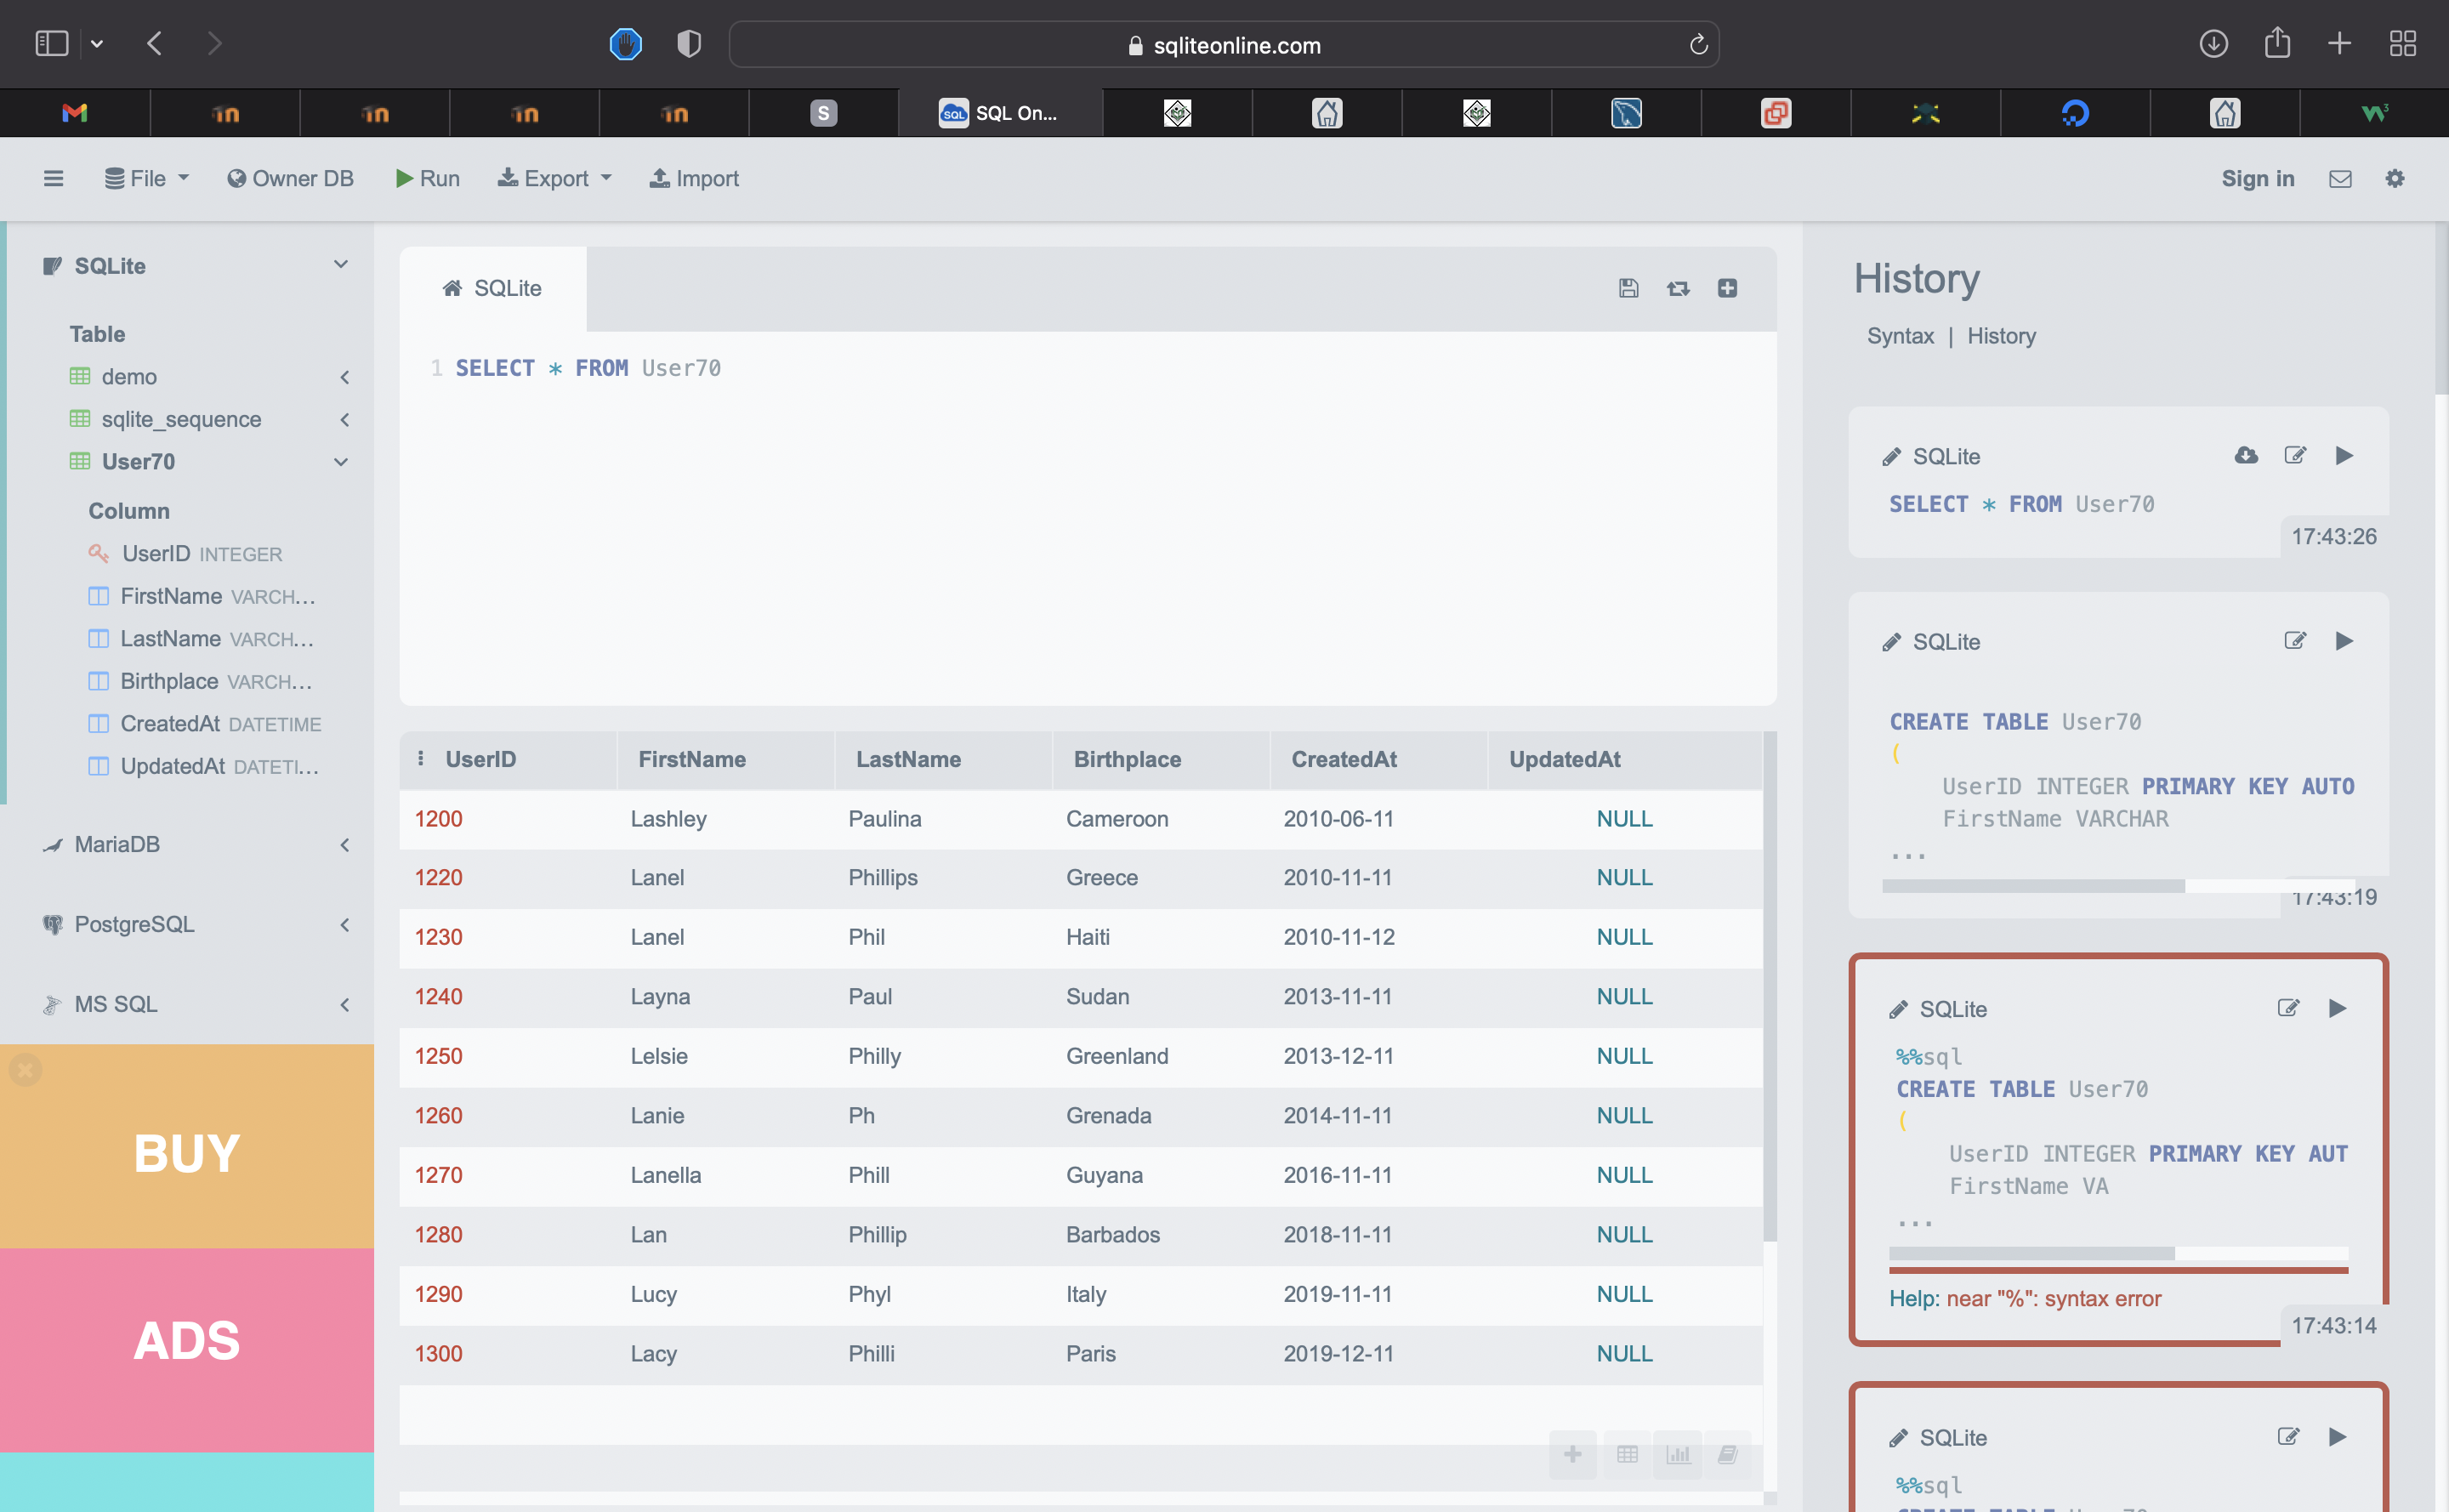 sqliteonline.com
S
SQL
SQL On...
File
Owner DB
Run
Export
Import
Sign in
SQLite
Table
demo
sqlite_sequence
User70
Column
UserID INTEGER
FirstName VARCH...
LastName VARCH...
Birthplace VARCH...
CreatedAt DATETIME
UpdatedAt DATETI...
MariaDB
PostgreSQL
MS SQL
BUY
ADS
SQLite
1 SELECT * FROM User70
UserID FirstName LastName Birthplace CreatedAt UpdatedAt
1200 Lashley Paulina Cameroon 2010-06-11 NULL
1220 Lanel Phillips Greece 2010-11-11 NULL
1230 Lanel Phil Haiti 2010-11-12 NULL
1240 Layna Paul Sudan 2013-11-11 NULL
1250 Lelsie Philly Greenland 2013-12-11 NULL
1260 Lanie Ph Grenada 2014-11-11 NULL
1270 Lanella Phill Guyana 2016-11-11 NULL
1280 Lan Phillip Barbados 2018-11-11 NULL
1290 Lucy Phyl Italy 2019-11-11 NULL
1300 Lacy Philli Paris 2019-12-11 NULL
History
Syntax | History
SQLite
SELECT * FROM User70
17:43:26
SQLite
CREATE TABLE User70
(
UserID INTEGER PRIMARY KEY AUTO
FirstName VARCHAR
...
17:43:19
SQLite
%%sql
CREATE TABLE User70
(
UserID INTEGER PRIMARY KEY AUT
FirstName VA
...
Help: near "%": syntax error
17:43:14
SQLite
%%sql
CREATE TABLE User70